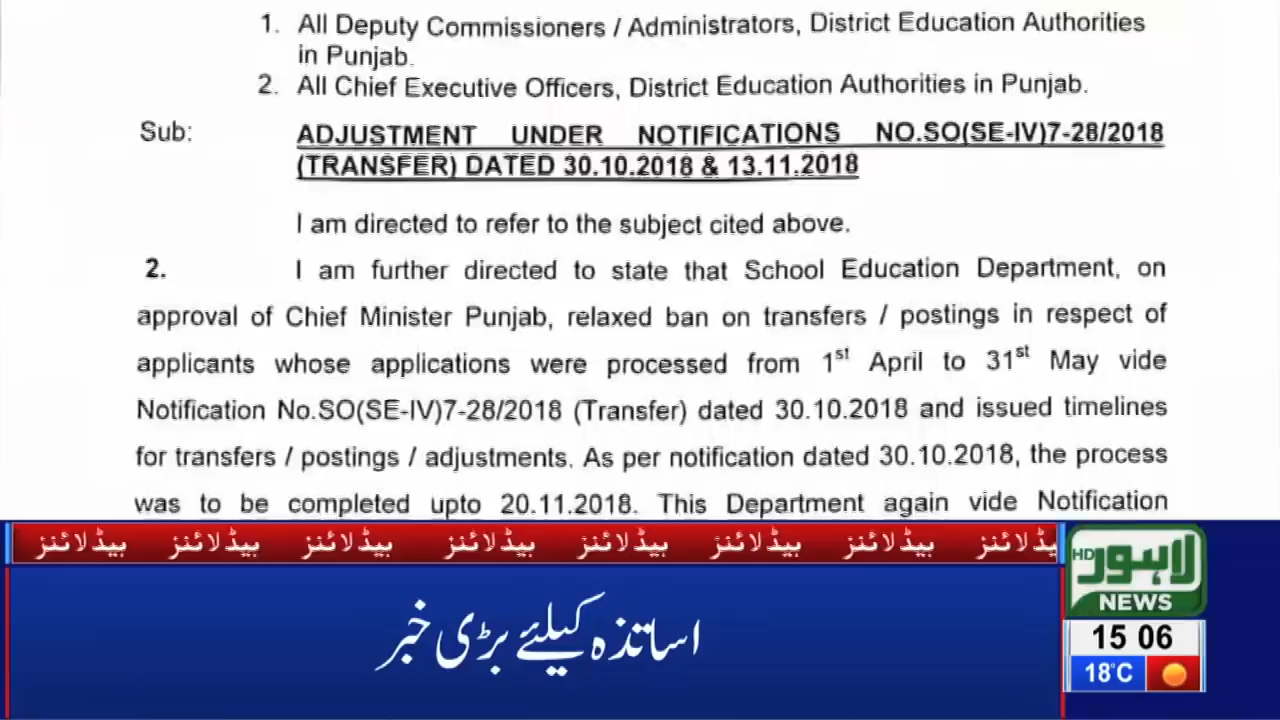 1. All Deputy Commissioners / Administrators, District Education Authorities
in Punjab.
2. All Chief Executive Officers, District Education Authorities in Punjab.
Sub: ADJUSTMENT UNDER NOTIFICATIONS NO.SO(SE-IV)7-28/2018
(TRANSFER) DATED 30.10.2018 & 13.11.2018
I am directed to refer to the subject cited above.
2. I am further directed to state that School Education Department, on
approval of Chief Minister Punjab, relaxed ban on transfers / postings in respect of
applicants whose applications were processed from 1st April to 31st May vide
Notification No.SO(SE-IV)7-28/2018 (Transfer) dated 30.10.2018 and issued timelines
for transfers / postings / adjustments. As per notification dated 30.10.2018, the process
was to be completed upto 20.11.2018. This Department again vide Notification
ہیڈلائنز ہیڈلائنز ہیڈلائنز ہیڈلائنز ہیڈلائنز ہیڈلائنز ہیڈلائنز ہیڈلائنز
HD لاہور
NEWS
اساتذہ کیلئے بڑی خبر
15 06
18°C